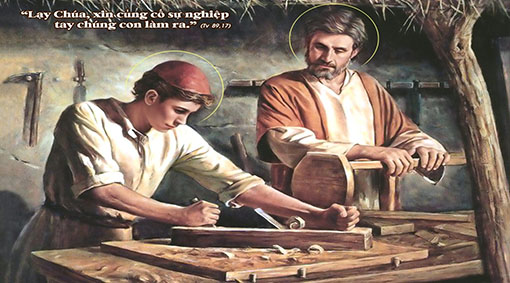 “Lạy Chúa, xin củng cố sự nghiệp
tay chúng con làm ra.” (Tv 89,17)